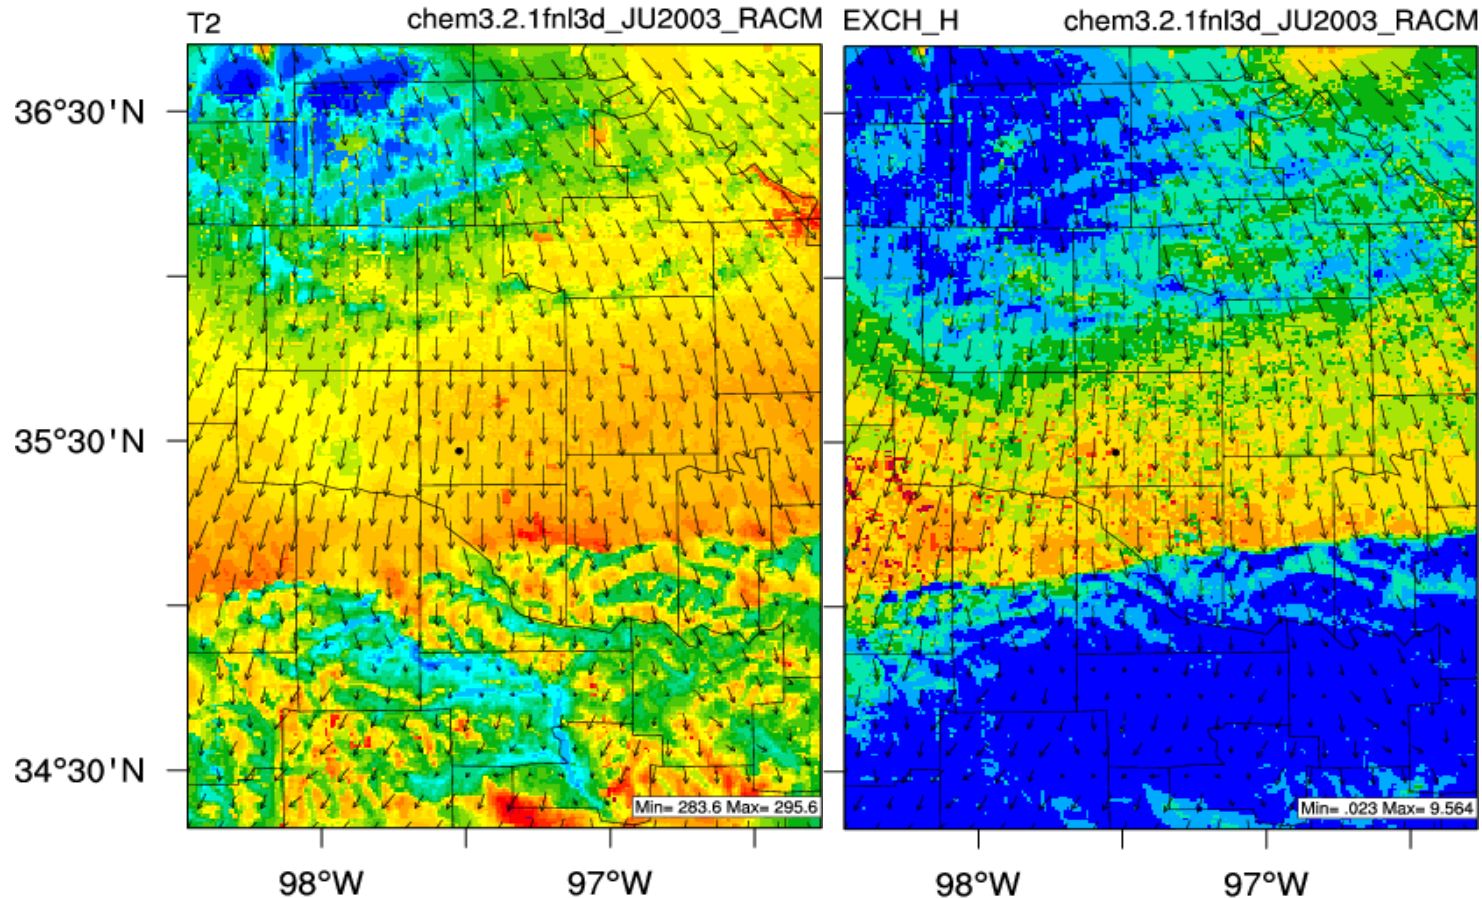 T2 chem3.2.1fnl3d_JU2003_RACM
EXCH_H chem3.2.1fnl3d_JU2003_RACM
36°30'N
35°30'N
34°30'N
Min= 283.6 Max= 295.6
Min= .023 Max= 9.564
98°W 97°W
98°W 97°W